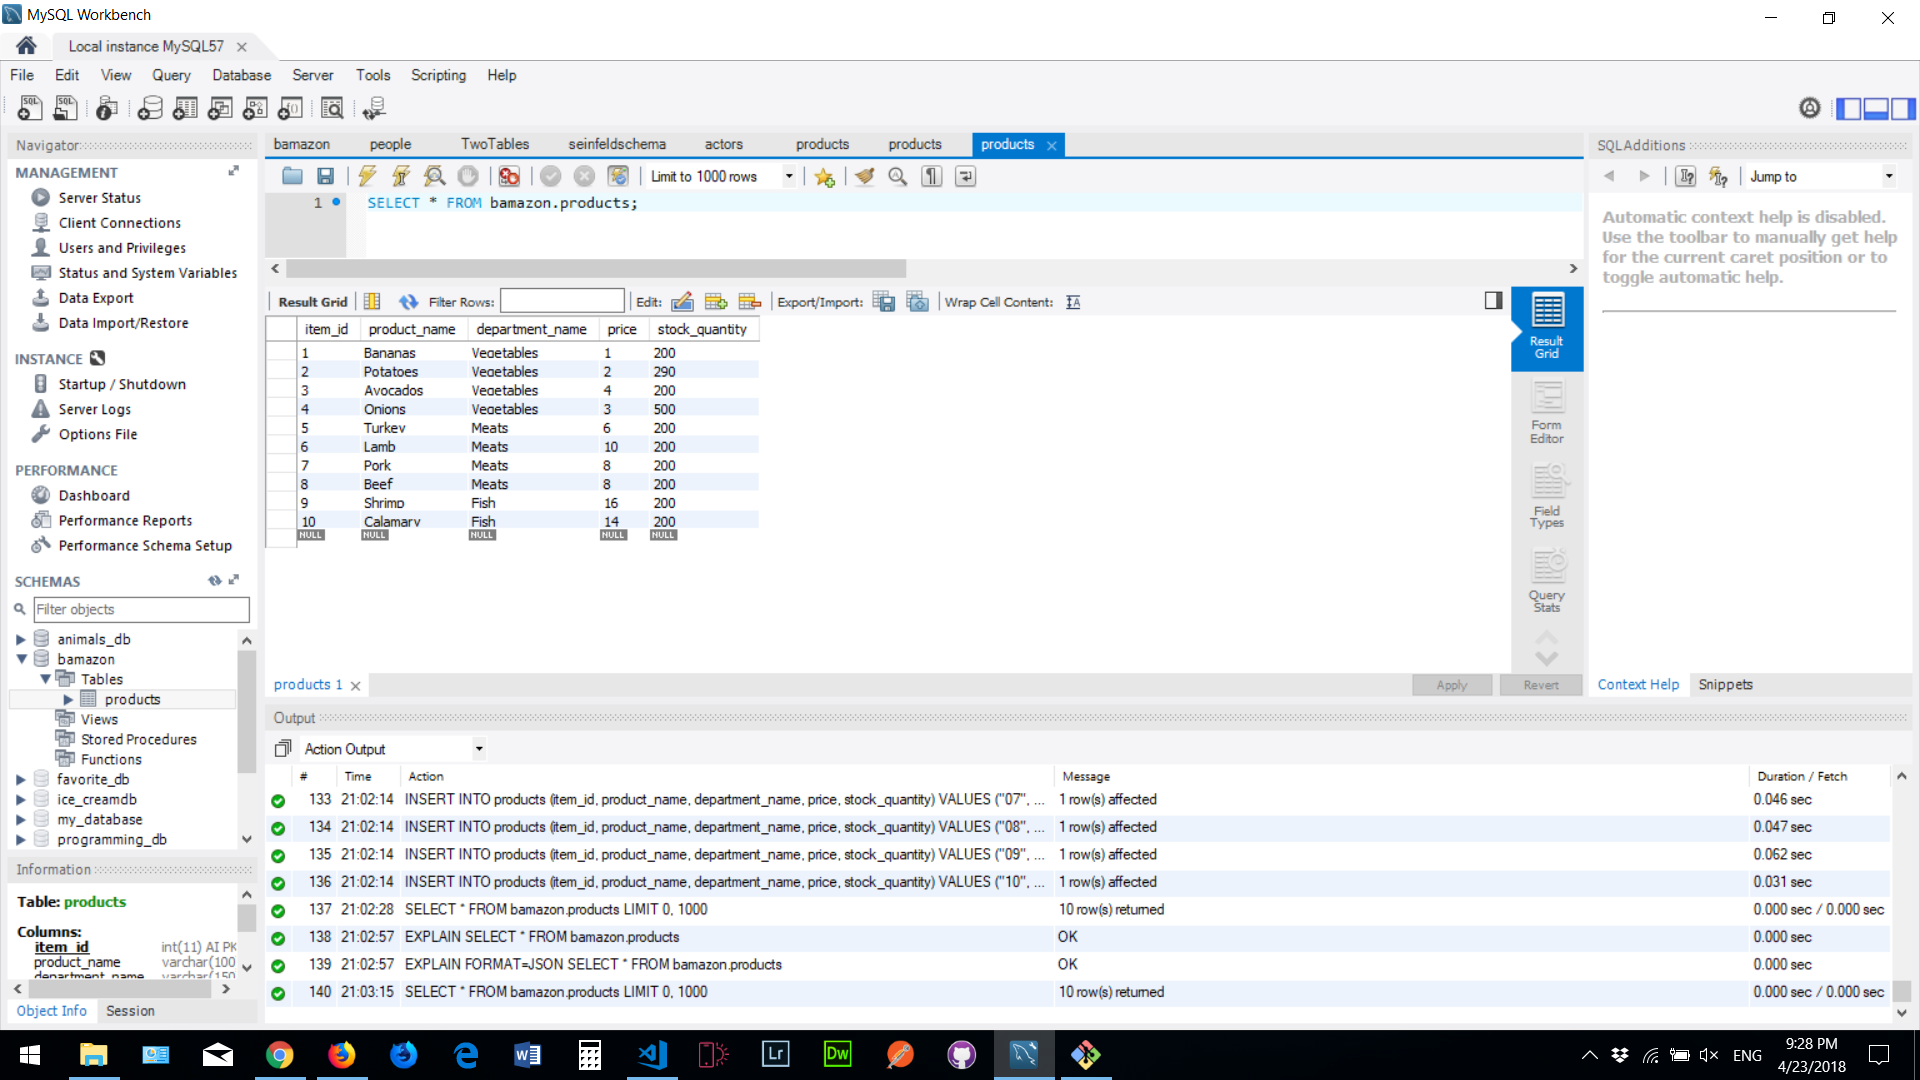 MySQL Workbench
Local instance MySQL57
File Edit View Query Database Server Tools Scripting Help
Navigator
MANAGEMENT
Server Status
Client Connections
Users and Privileges
Status and System Variables
Data Export
Data Import/Restore
INSTANCE
Startup / Shutdown
Server Logs
Options File
PERFORMANCE
Dashboard
Performance Reports
Performance Schema Setup
SCHEMAS
Filter objects
animals_db
bamazon
Tables
products
Views
Stored Procedures
Functions
favorite_db
ice_creamdb
my_database
programming_db
Information
Table: products
Columns:
item_id int(11) AI PK
product_name varchar(100
department_name varchar(150
Object Info Session
bamazon people TwoTables seinfeldschema actors products products products
Limit to 1000 rows
1 SELECT * FROM bamazon.products;
Result Grid Filter Rows: Edit: Export/Import: Wrap Cell Content:
item_id product_name department_name price stock_quantity
1 Bananas Vegetables 1 200
2 Potatoes Vegetables 2 290
3 Avocados Vegetables 4 200
4 Onions Vegetables 3 500
5 Turkey Meats 6 200
6 Lamb Meats 10 200
7 Pork Meats 8 200
8 Beef Meats 8 200
9 Shrimp Fish 16 200
10 Calamary Fish 14 200
NULL NULL NULL NULL NULL
Result
Grid
Form
Editor
Field
Types
Query
Stats
products 1
Apply Revert
SQLAdditions
Jump to
Automatic context help is disabled.
Use the toolbar to manually get help
for the current caret position or to
toggle automatic help.
Context Help Snippets
Output
Action Output
# Time Action Message Duration / Fetch
133 21:02:14 INSERT INTO products (item_id, product_name, department_name, price, stock_quantity) VALUES ("07", ... 1 row(s) affected 0.046 sec
134 21:02:14 INSERT INTO products (item_id, product_name, department_name, price, stock_quantity) VALUES ("08", ... 1 row(s) affected 0.047 sec
135 21:02:14 INSERT INTO products (item_id, product_name, department_name, price, stock_quantity) VALUES ("09", ... 1 row(s) affected 0.062 sec
136 21:02:14 INSERT INTO products (item_id, product_name, department_name, price, stock_quantity) VALUES ("10", ... 1 row(s) affected 0.031 sec
137 21:02:28 SELECT * FROM bamazon.products LIMIT 0, 1000 10 row(s) returned 0.000 sec / 0.000 sec
138 21:02:57 EXPLAIN SELECT * FROM bamazon.products OK 0.000 sec
139 21:02:57 EXPLAIN FORMAT=JSON SELECT * FROM bamazon.products OK 0.000 sec
140 21:03:15 SELECT * FROM bamazon.products LIMIT 0, 1000 10 row(s) returned 0.000 sec / 0.000 sec
Lr
Dw
ENG
9:28 PM
4/23/2018